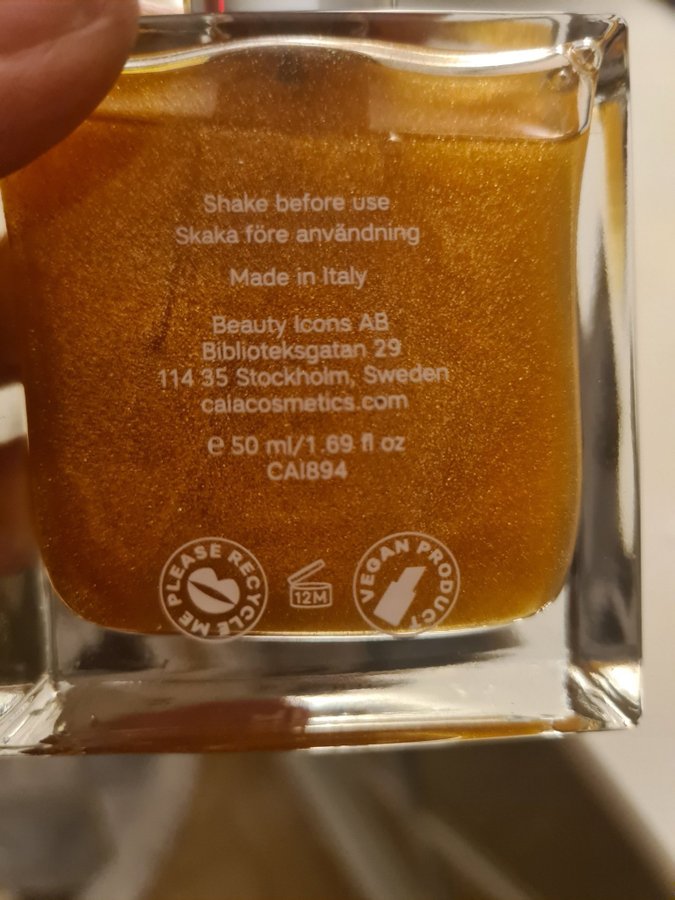 Shake before use
Skaka före användning
Made in Italy
Beauty Icons AB
Biblioteksgatan 29
114 35 Stockholm, Sweden
caiacosmetics.com
℮ 50 ml/1.69 fl oz
CAI894
PLEASE RECYCLE ME
12M
VEGAN PRODUCT